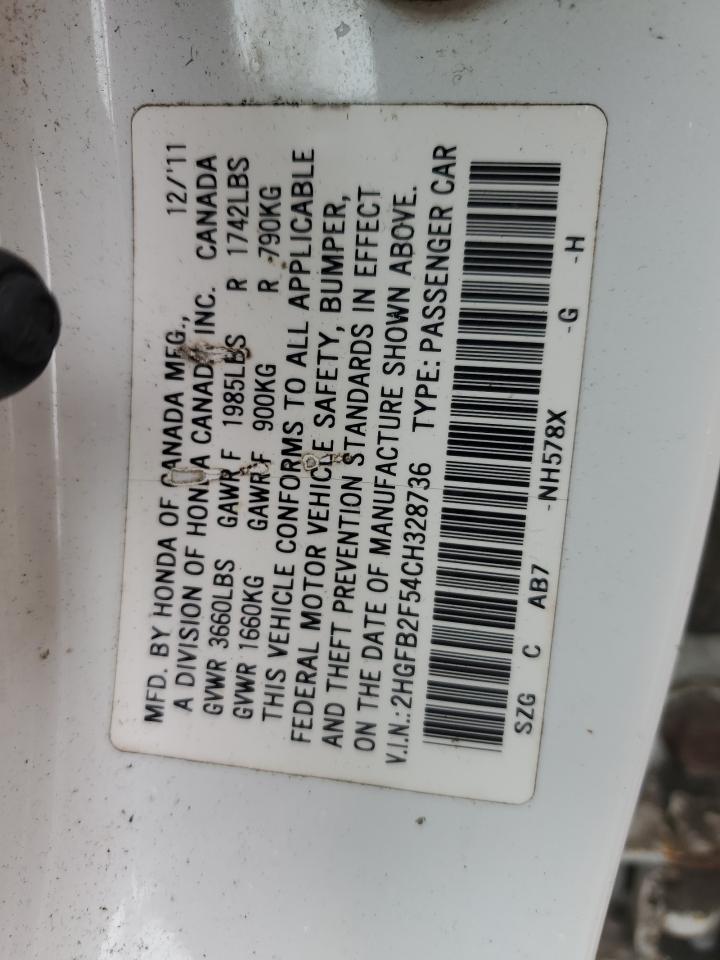 MFD. BY HONDA OF CANADA MFG., 12/'11
A DIVISION OF HONDA CANADA INC. CANADA
GVWR 3660LBS GAWR F 1985LBS R 1742LBS
GVWR 1660KG GAWR F 900KG R 790KG
THIS VEHICLE CONFORMS TO ALL APPLICABLE
FEDERAL MOTOR VEHICLE SAFETY, BUMPER,
AND THEFT PREVENTION STANDARDS IN EFFECT
ON THE DATE OF MANUFACTURE SHOWN ABOVE.
V.I.N.: 2HGFB2F54CH328736 TYPE: PASSENGER CAR
SZG C AB7 -NH578X -G -H